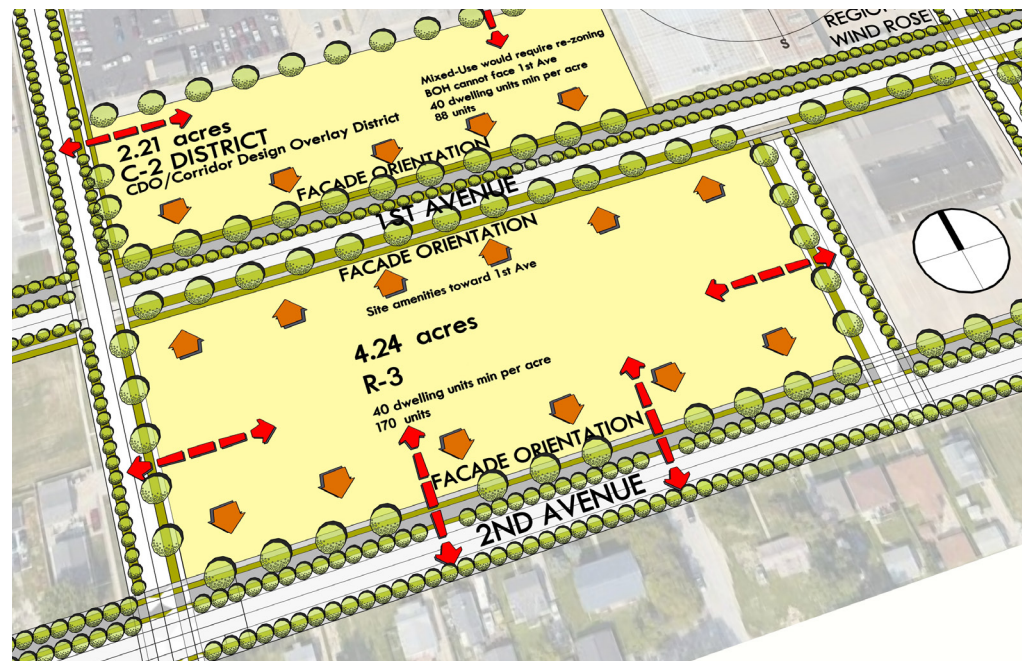 REGION
WIND ROSE
S
Mixed-Use would require re-zoning
BOH cannot face 1st Ave
40 dwelling units min per acre
88 units
2.21 acres
C-2 DISTRICT
CDO/Corridor Design Overlay District
FACADE ORIENTATION
1ST AVENUE
FACADE ORIENTATION
Site amenities toward 1st Ave
4.24 acres
R-3
40 dwelling units min per acre
170 units
FACADE ORIENTATION
2ND AVENUE